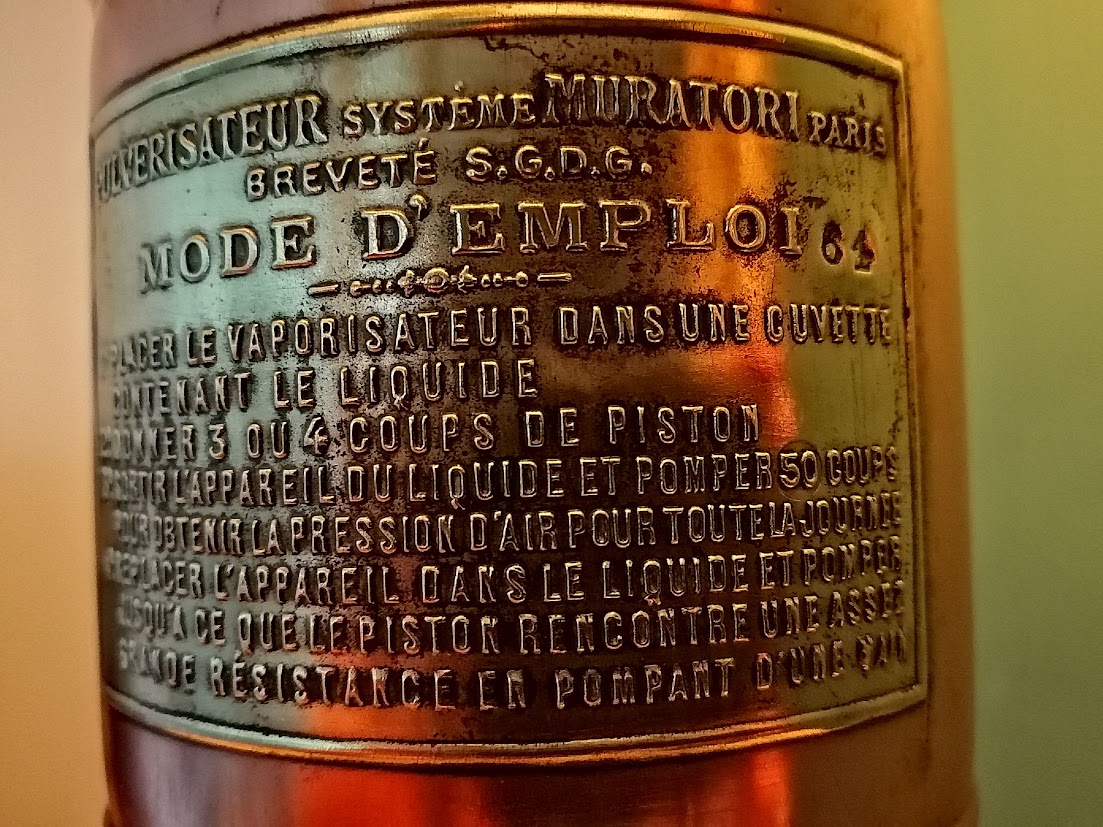 PULVERISATEUR SYSTÈME MURATORI PARIS
BREVETÉ S.G.D.G.
MODE D'EMPLOI 64
PLACER LE VAPORISATEUR DANS UNE CUVETTE
CONTENANT LE LIQUIDE
DONNER 3 OU 4 COUPS DE PISTON
SORTIR L'APPAREIL DU LIQUIDE ET POMPER 50 COUPS
POUR OBTENIR LA PRESSION D'AIR POUR TOUTE LA JOURNÉE
REPLACER L'APPAREIL DANS LE LIQUIDE ET POMPER
JUSQU'A CE QUE LE PISTON RENCONTRE UNE ASSEZ
GRANDE RÉSISTANCE EN POMPANT D'UNE MAIN